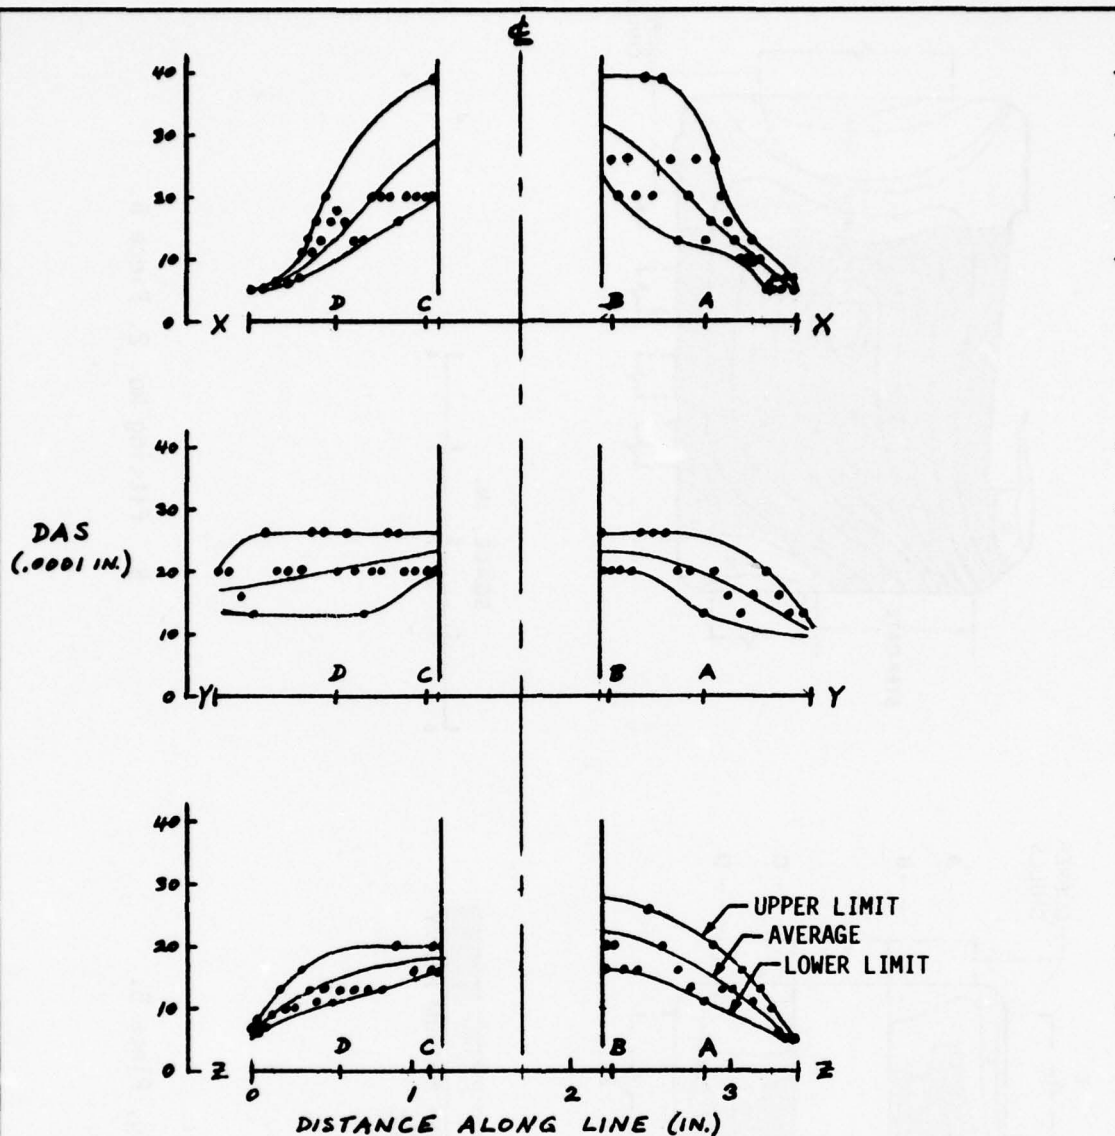 ℄
40
30
20
10
0
D C B A
X X
40
30
20
10
0
DAS
(.0001 IN.)
D C B A
Y Y
40
30
20
10
0
UPPER LIMIT
AVERAGE
LOWER LIMIT
D C B A
Z Z
0 1 2 3
DISTANCE ALONG LINE (IN.)